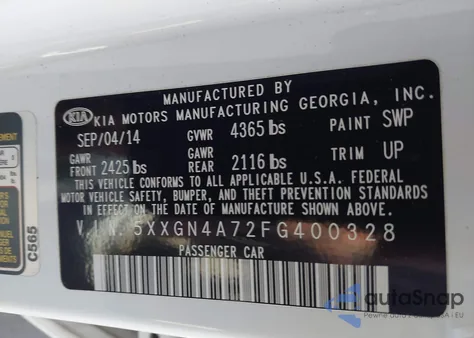 MANUFACTURED BY
KIA KIA MOTORS MANUFACTURING GEORGIA, INC.
SEP/04/14 GVWR 4365 lbs PAINT SWP
GAWR FRONT 2425 lbs GAWR REAR 2116 lbs TRIM UP
THIS VEHICLE CONFORMS TO ALL APPLICABLE U.S.A. FEDERAL
MOTOR VEHICLE SAFETY, BUMPER, AND THEFT PREVENTION STANDARDS
IN EFFECT ON THE DATE OF MANUFACTURE SHOWN ABOVE.
V.I.N. 5XXGN4A72FG400328
PASSENGER CAR
C565
autoSnap